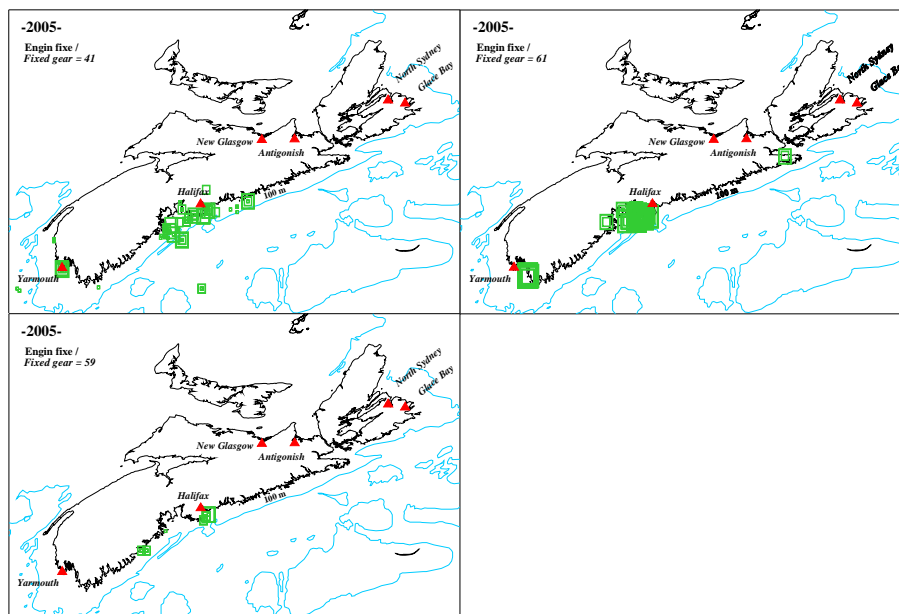 -2005-
Engin fixe /
Fixed gear = 41
North Sydney
Glace Bay
New Glasgow
Antigonish
Halifax
100 m
Yarmouth
-2005-
Engin fixe /
Fixed gear = 61
North Sydney
Glace Ba
New Glasgow
Antigonish
Halifax
100 m
Yarmouth
-2005-
Engin fixe /
Fixed gear = 59
North Sydney
Glace Bay
New Glasgow
Antigonish
Halifax
100 m
Yarmouth